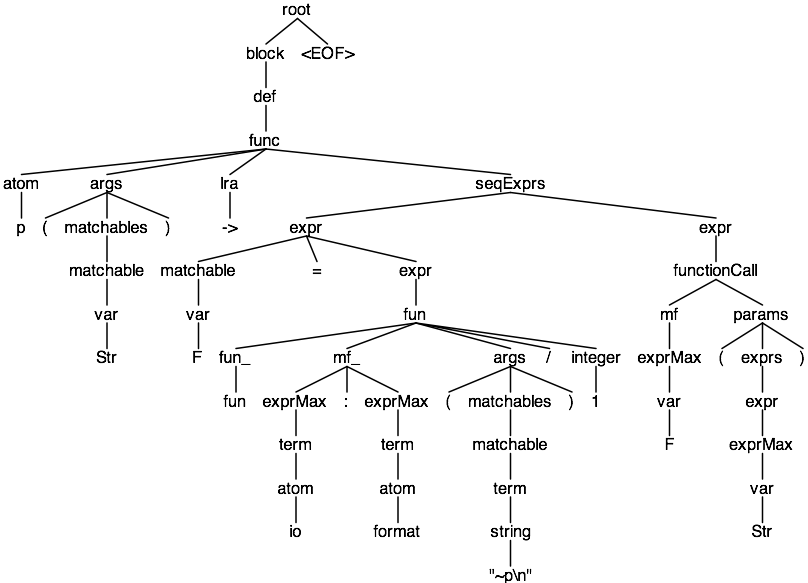 root
block <EOF>
def
func
atom args lra seqExprs
p ( matchables ) -> expr expr
matchable matchable = expr functionCall
var var fun mf params
Str F fun_ mf_ args / integer exprMax ( exprs )
fun exprMax : exprMax ( matchables ) 1 var expr
term term matchable F exprMax
atom atom term var
io format string Str
"~p\n"